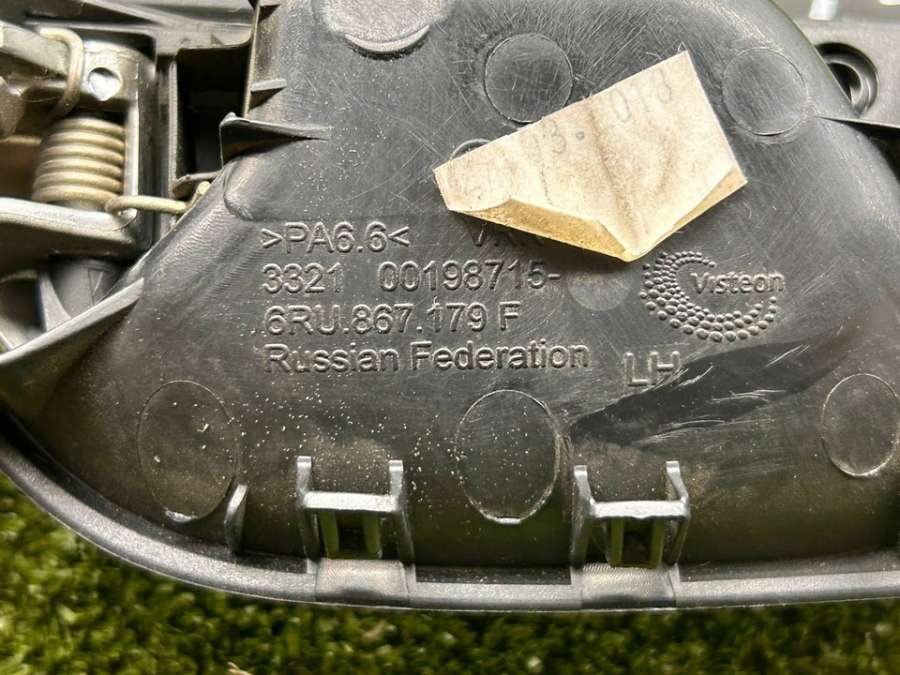 >PA6.6<
3321 00198715-
6RU.867.179 F
Russian Federation
Visteon
LH